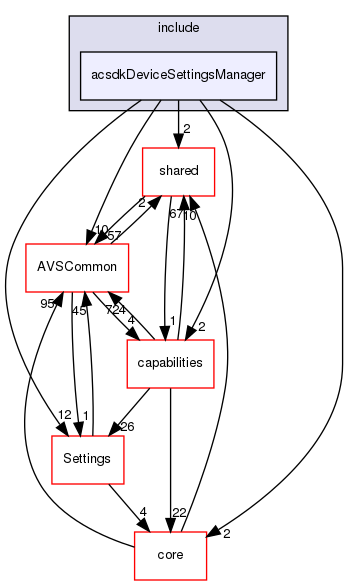 include
acsdkDeviceSettingsManager
2
shared
10
57
2
67
10
AVSCommon
95
45
724
4
1
2
capabilities
12
1
26
Settings
4
22
2
core